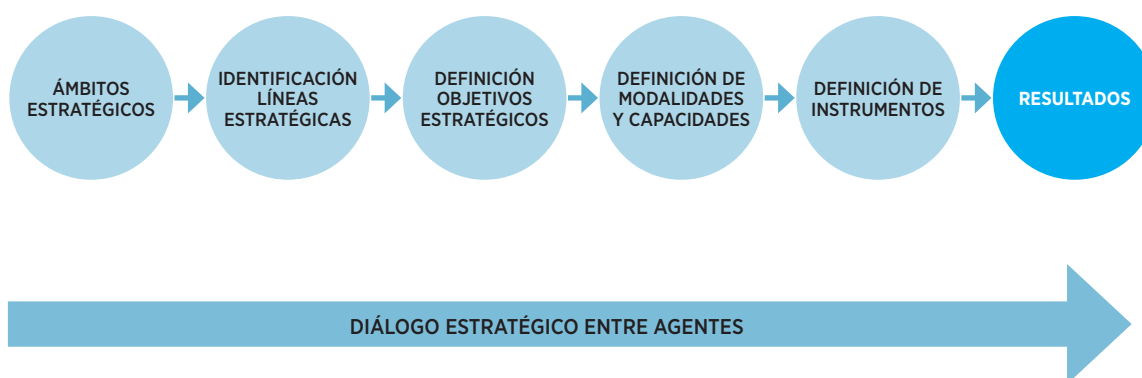 ÁMBITOS
ESTRATÉGICOS
IDENTIFICACIÓN
LÍNEAS
ESTRATÉGICAS
DEFINICIÓN
OBJETIVOS
ESTRATÉGICOS
DEFINICIÓN DE
MODALIDADES
Y CAPACIDADES
DEFINICIÓN DE
INSTRUMENTOS
RESULTADOS
DIÁLOGO ESTRATÉGICO ENTRE AGENTES